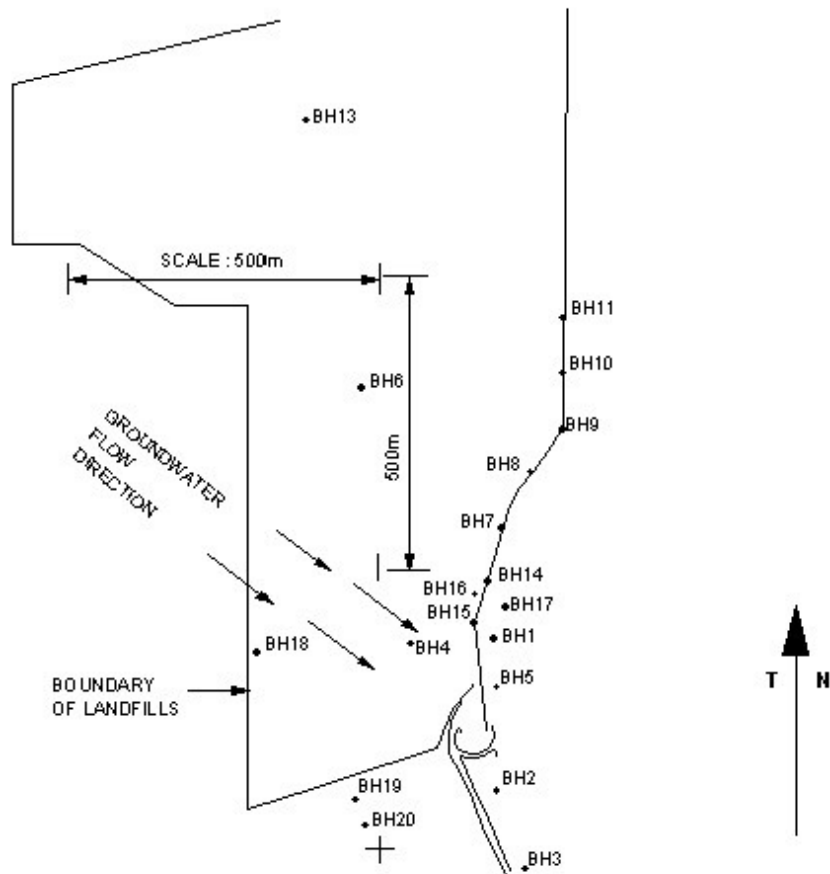 BH13
SCALE : 500m
BH11
BH10
BH6
BH9
GROUNDWATER
FLOW
DIRECTION
500m
BH8
BH7
BH14
BH16
BH17
BH15
BH1
BH18
BH4
BH5
BOUNDARY
OF LANDFILLS
T N
BH2
BH19
BH20
BH3